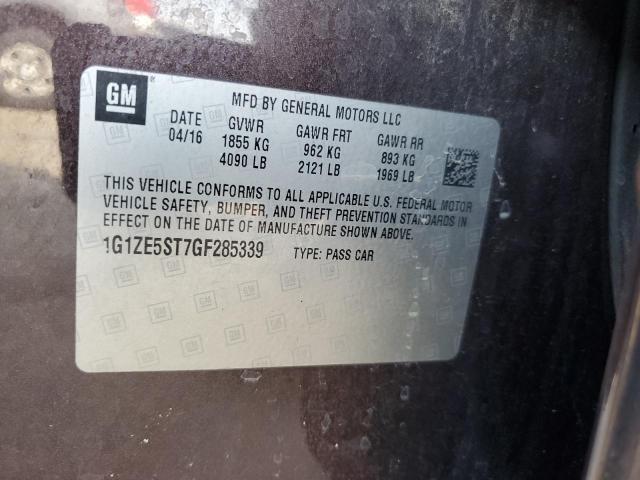 GM
MFD BY GENERAL MOTORS LLC
DATE GVWR GAWR FRT GAWR RR
04/16 1855 KG 962 KG 893 KG
4090 LB 2121 LB 1969 LB
THIS VEHICLE CONFORMS TO ALL APPLICABLE U.S. FEDERAL MOTOR
VEHICLE SAFETY, BUMPER, AND THEFT PREVENTION STANDARDS IN
EFFECT ON THE DATE OF MANUFACTURE SHOWN ABOVE.
1G1ZE5ST7GF285339 TYPE: PASS CAR